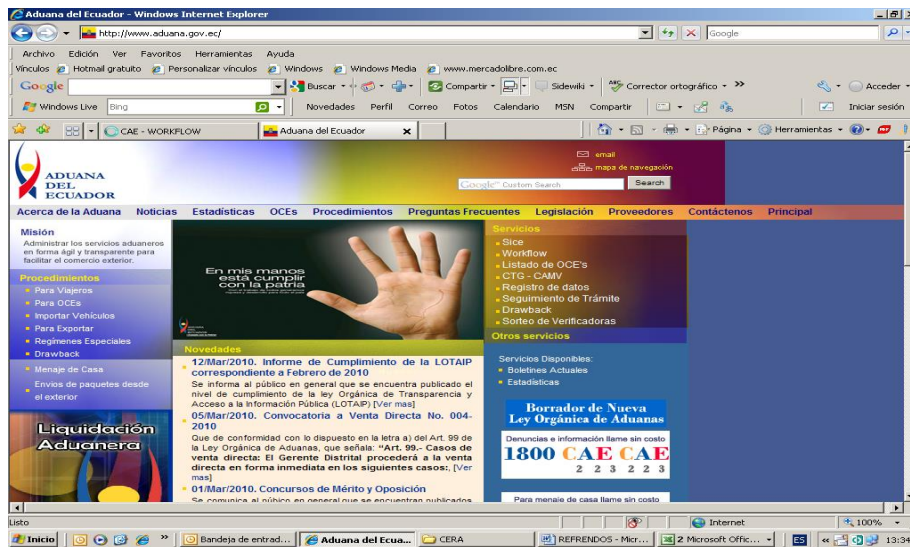 Aduana del Ecuador - Windows Internet Explorer
http://www.aduana.gov.ec/
Google
Archivo Edición Ver Favoritos Herramientas Ayuda
Vínculos Hotmail gratuito Personalizar vínculos Windows Windows Media www.mercadolibre.com.ec
Google Buscar Compartir Sidewiki Corrector ortográfico Acceder
Windows Live Bing Novedades Perfil Correo Fotos Calendario MSN Compartir Iniciar sesión
CAE - WORKFLOW Aduana del Ecuador Página Herramientas
email
mapa de navegación
ADUANA
DEL
ECUADOR
Google™ Custom Search Search
Acerca de la Aduana Noticias Estadísticas OCEs Procedimientos Preguntas Frecuentes Legislación Proveedores Contáctenos Principal
Misión
Administrar los servicios aduaneros
en forma ágil y transparente para
facilitar el comercio exterior.
Procedimientos
Para Viajeros
Para OCEs
Importar Vehículos
Para Exportar
Regímenes Especiales
Drawback
Menaje de Casa
Envios de paquetes desde
el exterior
Liquidación
Aduanera
En mis manos
está cumplir
con la patria
Novedades
12/Mar/2010. Informe de Cumplimiento de la LOTAIP
correspondiente a Febrero de 2010
Se informa al público en general que se encuentra publicado el
nivel de cumplimiento de la ley Orgánica de Transparencia y
Acceso a la Información Pública (LOTAIP) [Ver mas]
05/Mar/2010. Convocatoria a Venta Directa No. 004-
2010
Que de conformidad con lo dispuesto en la letra a) del Art. 99 de
la Ley Orgánica de Aduanas, que señala: “Art. 99.- Casos de
venta directa: El Gerente Distrital procederá a la venta
directa en forma inmediata en los siguientes casos:, [Ver
mas]
01/Mar/2010. Concursos de Mérito y Oposición
Se comunica al público en general que se encuentran publicados
Servicios
Sice
Workflow
Listado de OCE's
CTG - CAMV
Registro de datos
Seguimiento de Trámite
Drawback
Sorteo de Verificadoras
Otros servicios
Servicios Disponibles:
Boletines Actuales
Estadísticas
Borrador de Nueva
Ley Orgánica de Aduanas
Denuncias e información llame sin costo
1800 CAE CAE
2 2 3 2 2 3
Para menaje de casa llame sin costo
Listo Internet 100%
Inicio Bandeja de entrad... Aduana del Ecua... CERA REFRENDOS - Micr... 2 Microsoft Offic... ES 13:34